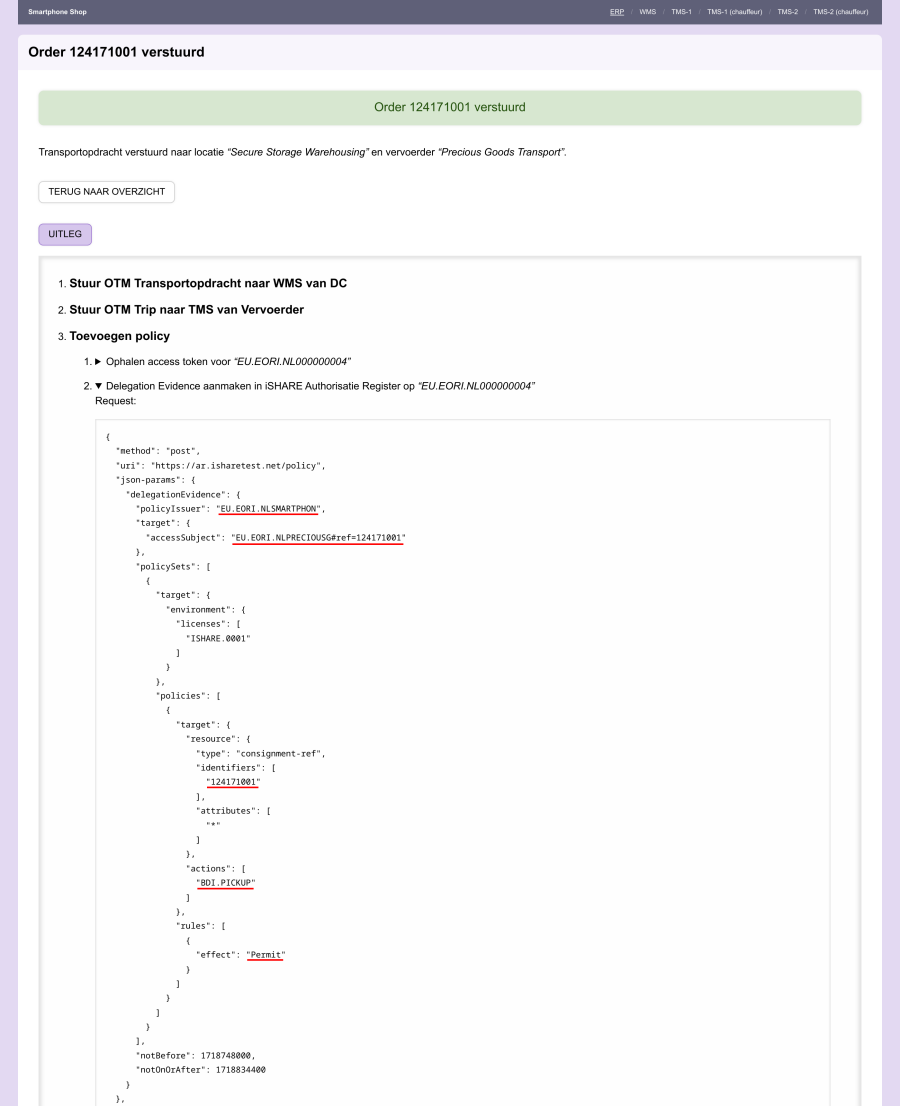 Smartphone Shop
ERP / WMS / TMS-1 / TMS-1 (chauffeur) / TMS-2 / TMS-2 (chauffeur)
Order 124171001 verstuurd
Order 124171001 verstuurd
Transportopdracht verstuurd naar locatie “Secure Storage Warehousing” en vervoerder “Precious Goods Transport”.
TERUG NAAR OVERZICHT
UITLEG
1. Stuur OTM Transportopdracht naar WMS van DC
2. Stuur OTM Trip naar TMS van Vervoerder
3. Toevoegen policy
1. ▶ Ophalen access token voor “EU.EORI.NL000000004”
2. ▼ Delegation Evidence aanmaken in iSHARE Authorisatie Register op “EU.EORI.NL000000004”
Request:
{
"method": "post",
"uri": "https://ar.isharetest.net/policy",
"json-params": {
"delegationEvidence": {
"policyIssuer": "EU.EORI.NLSMARTPHON",
"target": {
"accessSubject": "EU.EORI.NLPRECIOUSG#ref=124171001"
},
"policySets": [
{
"target": {
"environment": {
"licenses": [
"ISHARE.0001"
]
}
},
"policies": [
{
"target": {
"resource": {
"type": "consignment-ref",
"identifiers": [
"124171001"
],
"attributes": [
"*"
]
},
"actions": [
"BDI.PICKUP"
]
},
"rules": [
{
"effect": "Permit"
}
]
}
]
}
],
"notBefore": 1718748000,
"notOnOrAfter": 1718834400
}
},